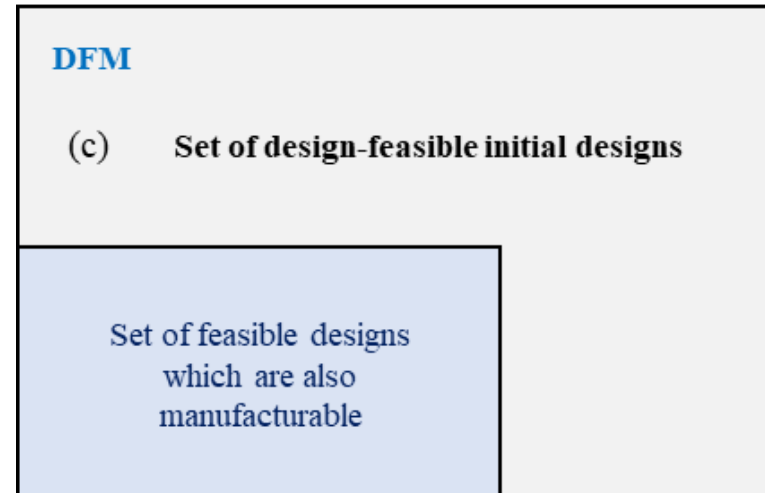 DFM
(c) Set of design-feasible initial designs
Set of feasible designs
which are also
manufacturable